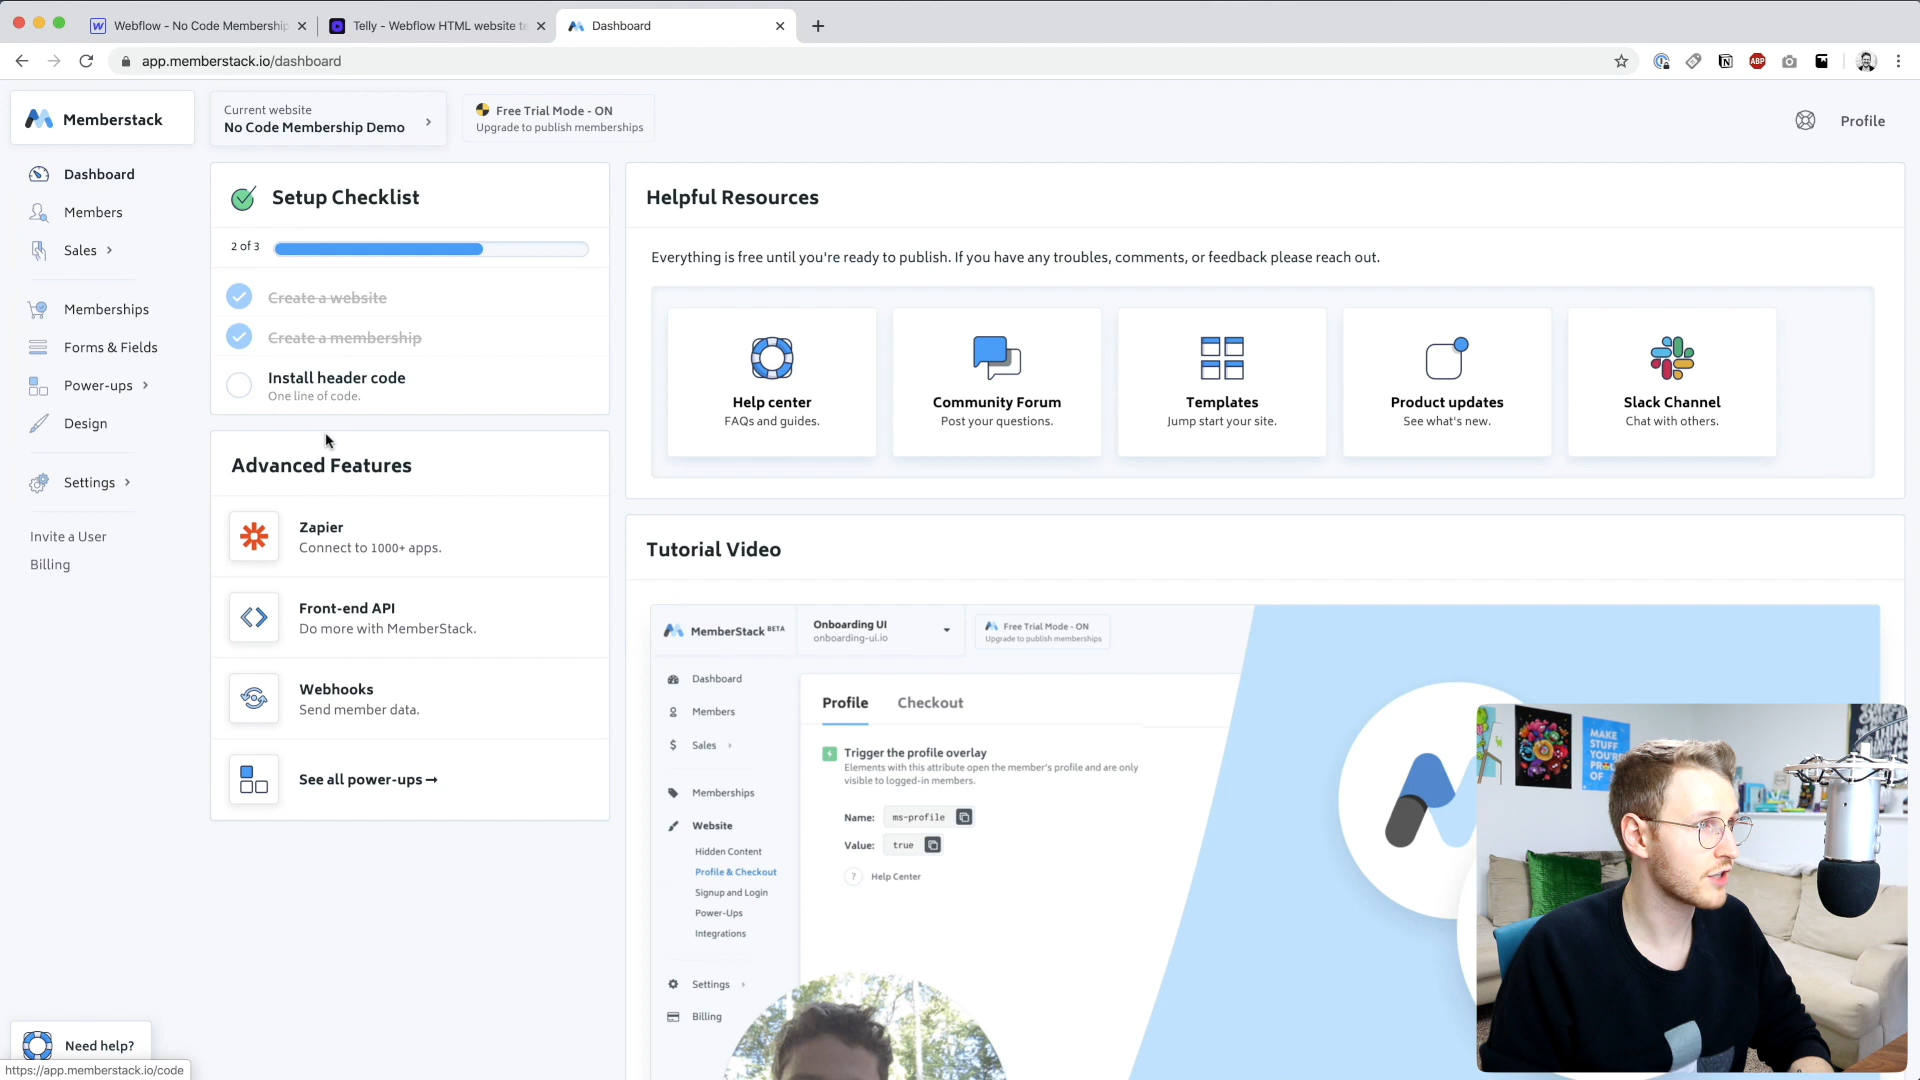 Webflow - No Code Membership
Telly - Webflow HTML website te
Dashboard
app.memberstack.io/dashboard
ABP
Memberstack
Current website
No Code Membership Demo
Free Trial Mode - ON
Upgrade to publish memberships
Profile
Dashboard
Members
Sales
Memberships
Forms & Fields
Power-ups
Design
Settings
Invite a User
Billing
Setup Checklist
2 of 3
Create a website
Create a membership
Install header code
One line of code.
Advanced Features
Zapier
Connect to 1000+ apps.
Front-end API
Do more with MemberStack.
Webhooks
Send member data.
See all power-ups →
Helpful Resources
Everything is free until you're ready to publish. If you have any troubles, comments, or feedback please reach out.
Help center
FAQs and guides.
Community Forum
Post your questions.
Templates
Jump start your site.
Product updates
See what's new.
Slack Channel
Chat with others.
Tutorial Video
MemberStack BETA
Onboarding UI
onboarding-ui.io
Free Trial Mode - ON
Upgrade to publish memberships
Dashboard
Members
Sales
Memberships
Website
Hidden Content
Profile & Checkout
Signup and Login
Power-Ups
Integrations
Settings
Billing
Profile
Checkout
Trigger the profile overlay
Elements with this attribute open the member's profile and are only
visible to logged-in members.
Name:
ms-profile
Value:
true
? Help Center
MAKE
STUFF
YOU'RE
OF
Need help?
https://app.memberstack.io/code